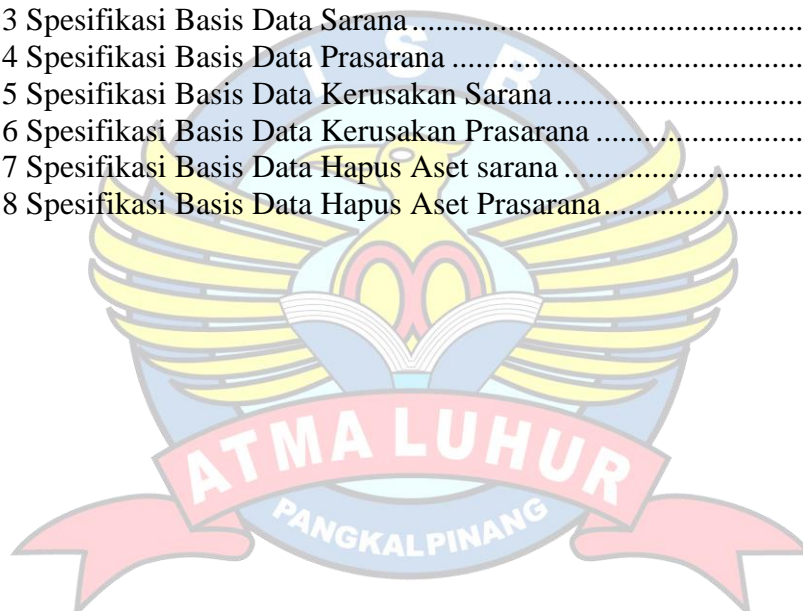 3 Spesifikasi Basis Data Sarana........................................................
4 Spesifikasi Basis Data Prasarana ..................................................
5 Spesifikasi Basis Data Kerusakan Sarana....................................
6 Spesifikasi Basis Data Kerusakan Prasarana ..............................
7 Spesifikasi Basis Data Hapus Aset sarana ..................................
8 Spesifikasi Basis Data Hapus Aset Prasarana.............................
I S B
ATMA LUHUR
PANGKALPINANG